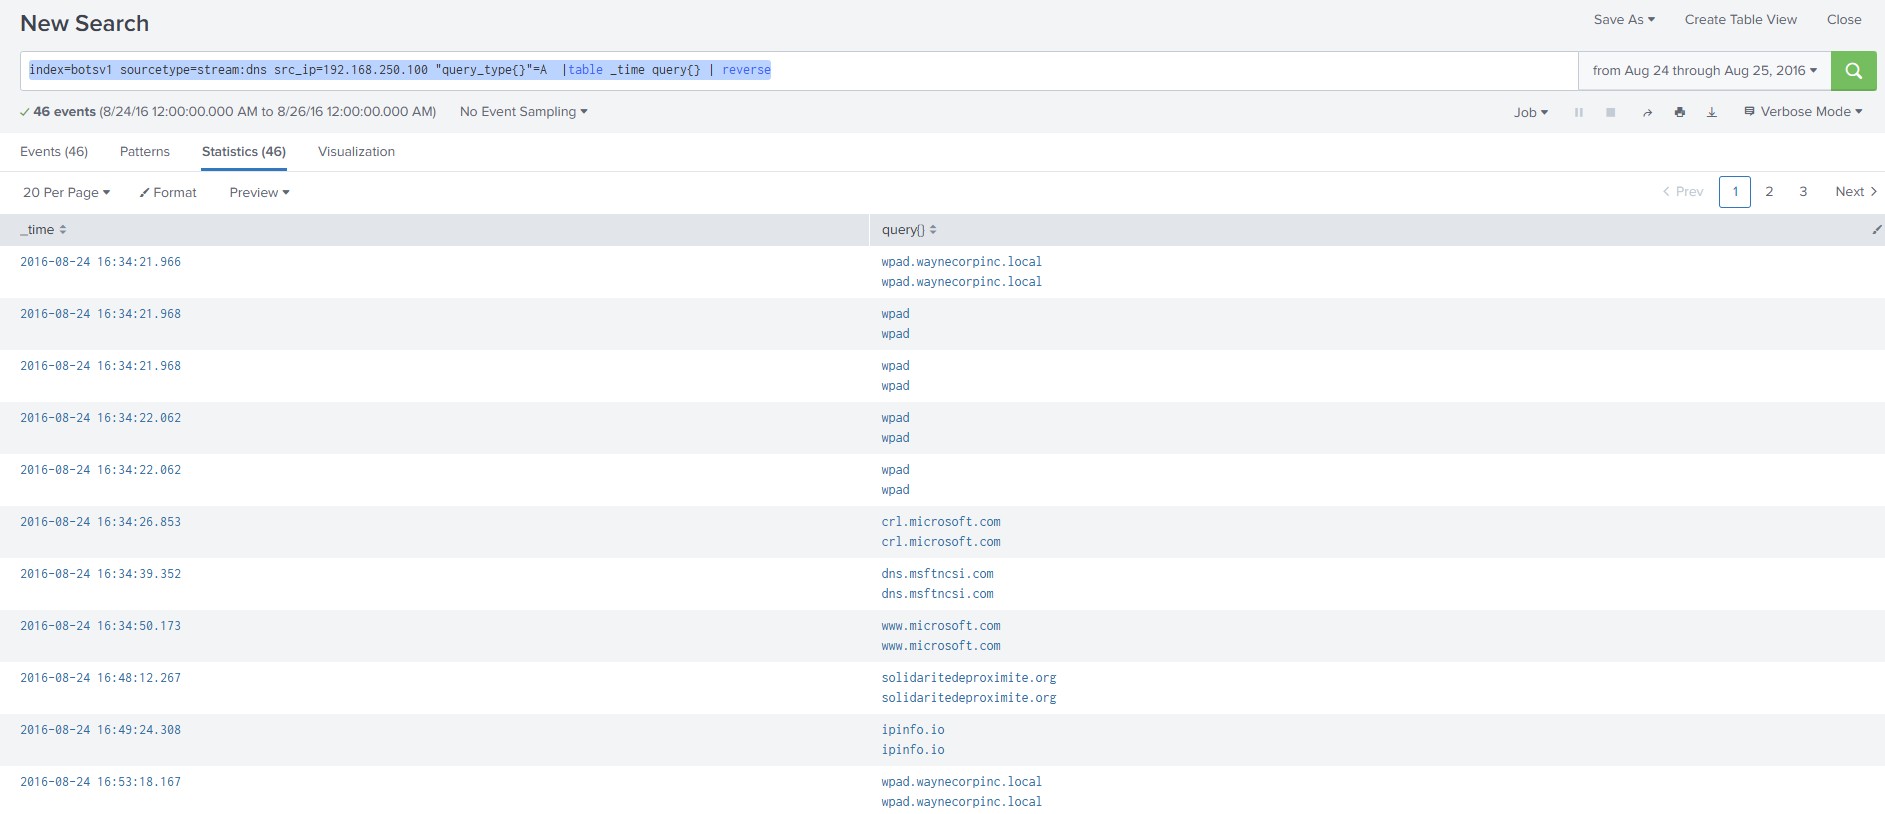 New Search
Save As
Create Table View
Close
index=botsv1 sourcetype=stream:dns src_ip=192.168.250.100 "query_type{}"=A  |table _time query{} | reverse
from Aug 24 through Aug 25, 2016
46 events (8/24/16 12:00:00.000 AM to 8/26/16 12:00:00.000 AM)
No Event Sampling
Job
Verbose Mode
Events (46)
Patterns
Statistics (46)
Visualization
20 Per Page
Format
Preview
Prev
1
2
3
Next
_time
query{}
2016-08-24 16:34:21.966
wpad.waynecorpinc.local
wpad.waynecorpinc.local
2016-08-24 16:34:21.968
wpad
wpad
2016-08-24 16:34:21.968
wpad
wpad
2016-08-24 16:34:22.062
wpad
wpad
2016-08-24 16:34:22.062
wpad
wpad
2016-08-24 16:34:26.853
crl.microsoft.com
crl.microsoft.com
2016-08-24 16:34:39.352
dns.msftncsi.com
dns.msftncsi.com
2016-08-24 16:34:50.173
www.microsoft.com
www.microsoft.com
2016-08-24 16:48:12.267
solidaritedeproximite.org
solidaritedeproximite.org
2016-08-24 16:49:24.308
ipinfo.io
ipinfo.io
2016-08-24 16:53:18.167
wpad.waynecorpinc.local
wpad.waynecorpinc.local